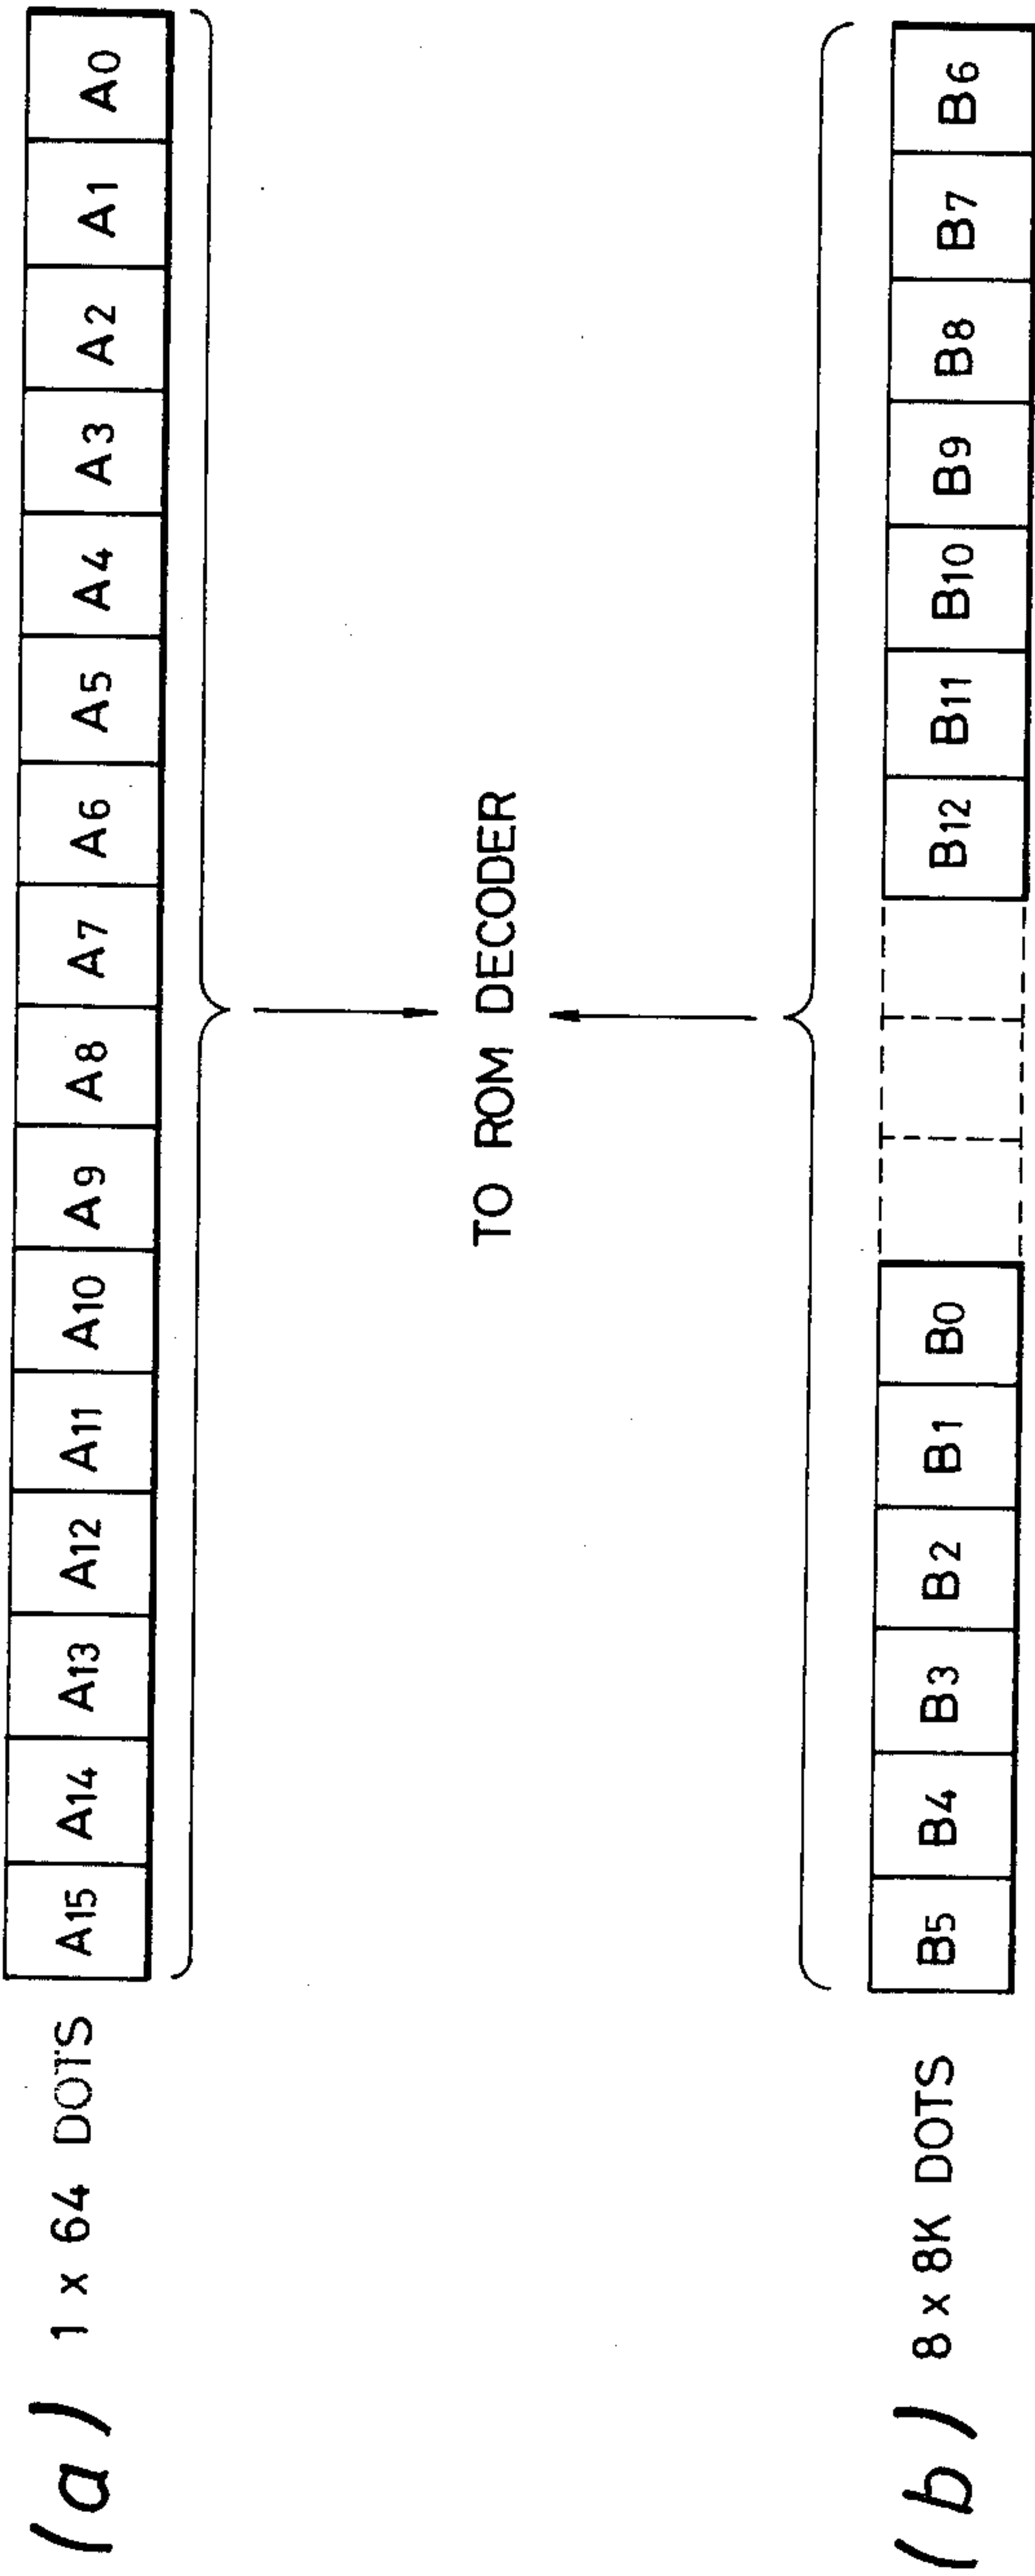 (a) 1 x 64 DOTS A15 A14 A13 A12 A11 A10 A9 A8 A7 A6 A5 A4 A3 A2 A1 A0
TO ROM DECODER
(b) 8 x 8K DOTS B5 B4 B3 B2 B1 B0 B12 B11 B10 B9 B8 B7 B6